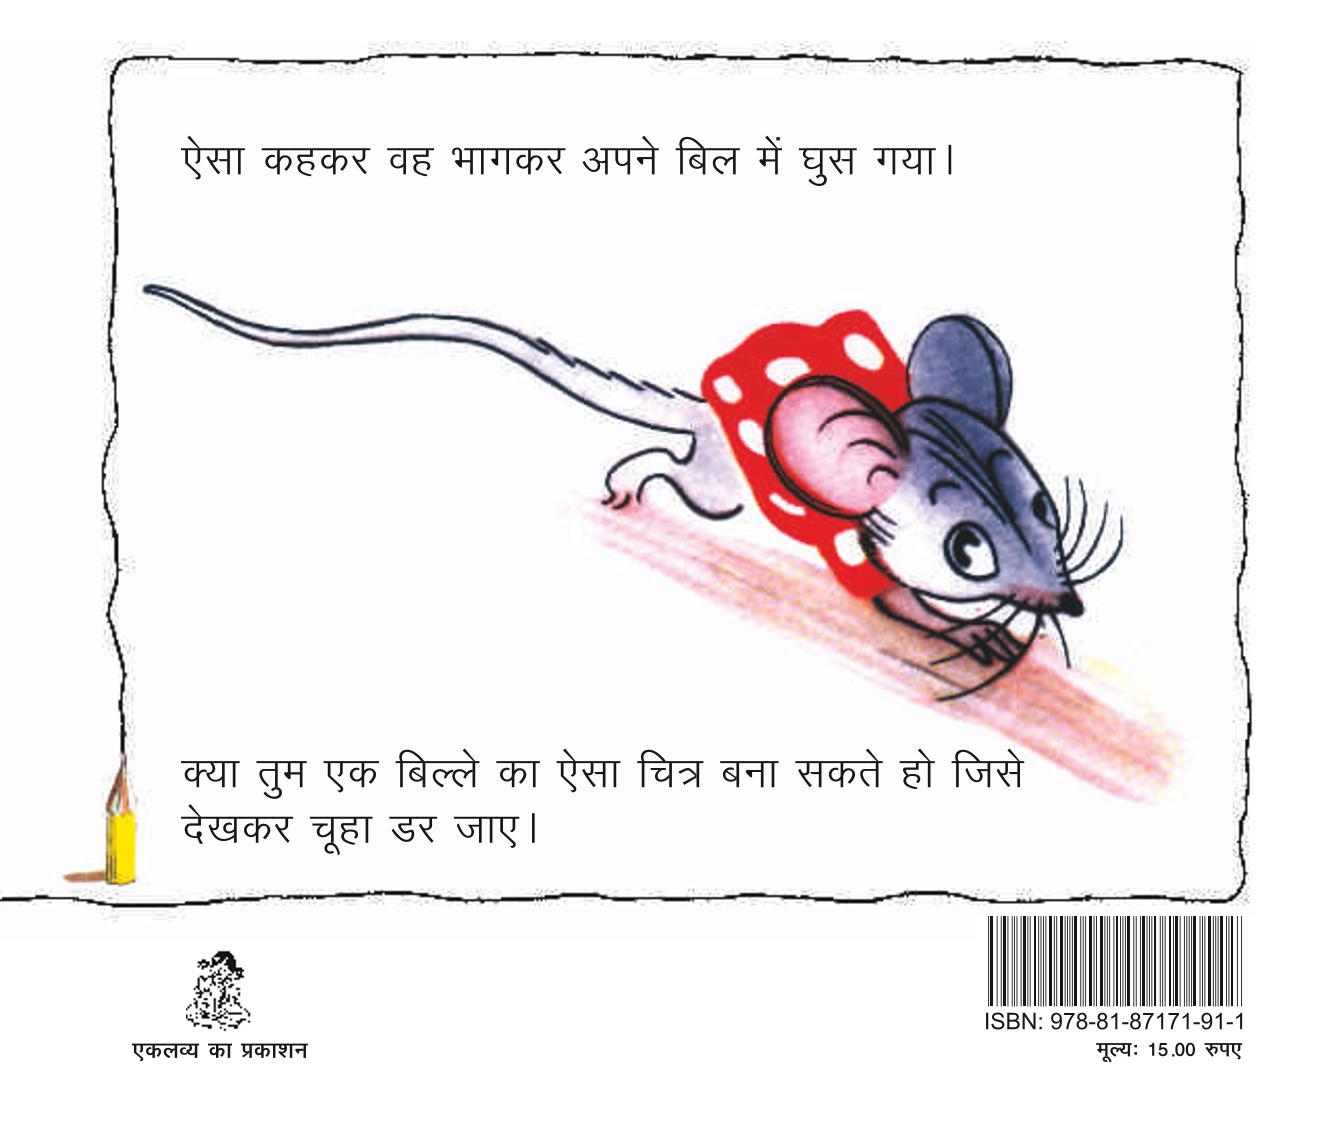 ऐसा कहकर वह भागकर अपने बिल में घुस गया।
क्या तुम एक बिल्ले का ऐसा चित्र बना सकते हो जिसे
देखकर चूहा डर जाए।
एकलव्य का प्रकाशन
ISBN: 978-81-87171-91-1
मूल्य: 15.00 रुपए